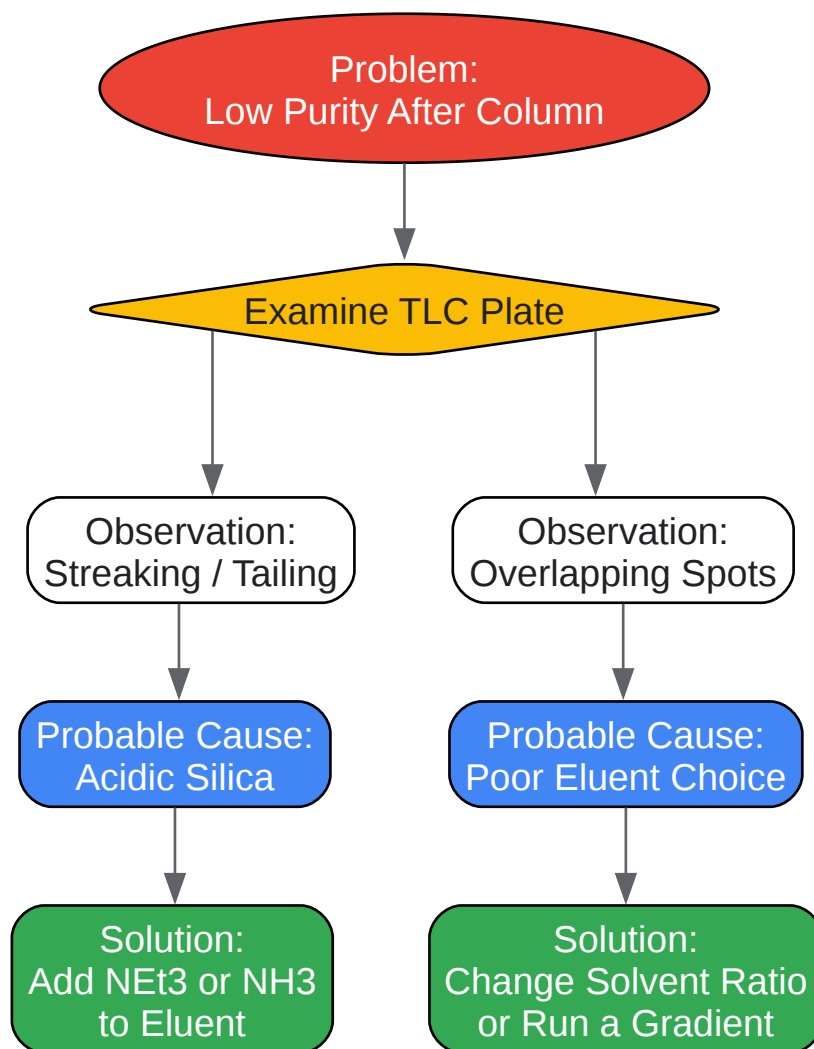 Problem:
Low Purity After Column
Examine TLC Plate
Observation:
Streaking / Tailing
Observation:
Overlapping Spots
Probable Cause:
Acidic Silica
Probable Cause:
Poor Eluent Choice
Solution:
Add NEt3 or NH3
to Eluent
Solution:
Change Solvent Ratio
or Run a Gradient